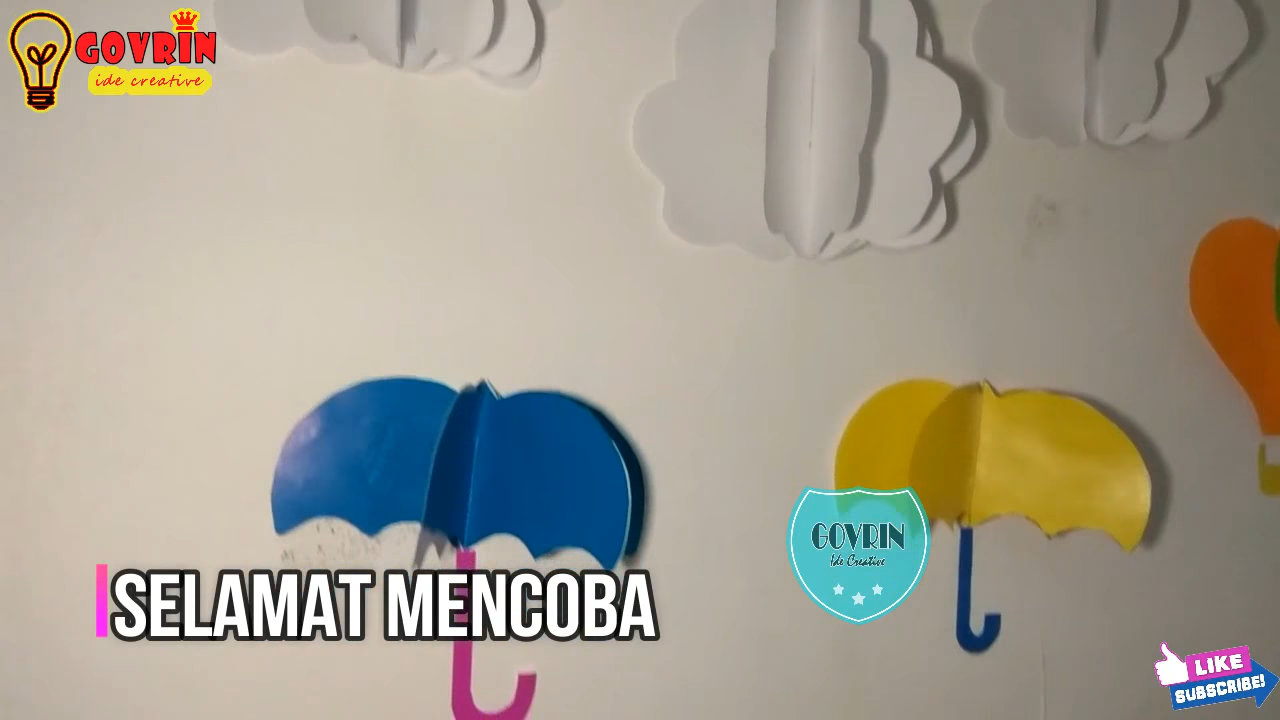 GOVRIN
ide creative
GOVRIN
Ide Creative
SELAMAT MENCOBA
LIKE
SUBSCRIBE!